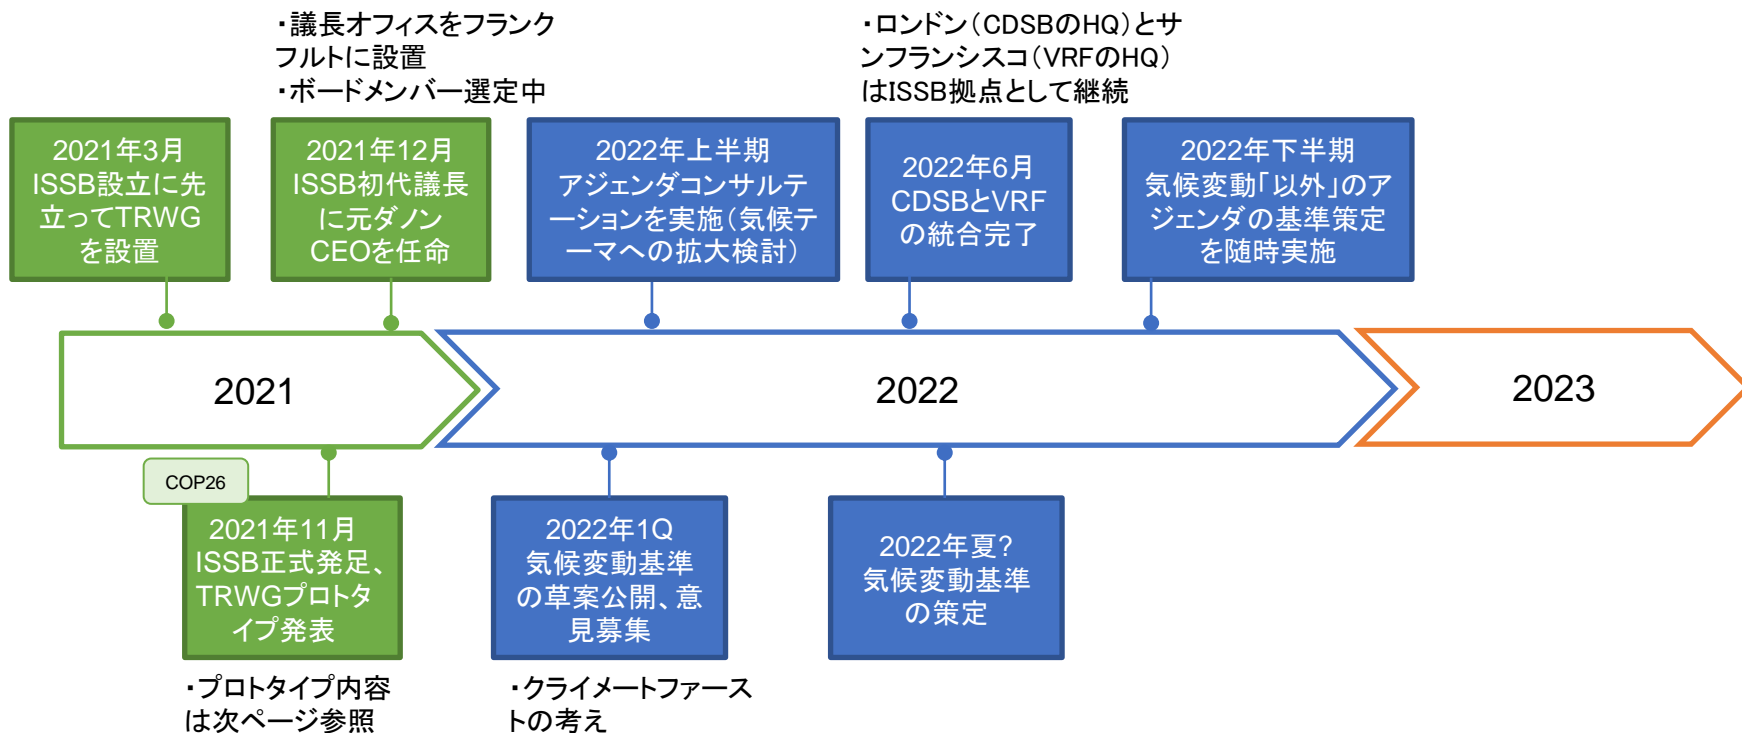 ・議長オフィスをフランク
フルトに設置
・ボードメンバー選定中
・ロンドン（CDSBのHQ）とサ
ンフランシスコ（VRFのHQ）
はISSB拠点として継続
2021年3月
ISSB設立に先
立ってTRWG
を設置
2021年12月
ISSB初代議長
に元ダノン
CEOを任命
2022年上半期
アジェンダコンサルテ
ーションを実施（気候テ
ーマへの拡大検討）
2022年6月
CDSBとVRF
の統合完了
2022年下半期
気候変動「以外」のア
ジェンダの基準策定
を随時実施
2021
2022
2023
COP26
2021年11月
ISSB正式発足、
TRWGプロトタ
イプ発表
2022年1Q
気候変動基準
の草案公開、意
見募集
2022年夏?
気候変動基準
の策定
・プロトタイプ内容
は次ページ参照
・クライメートファース
トの考え